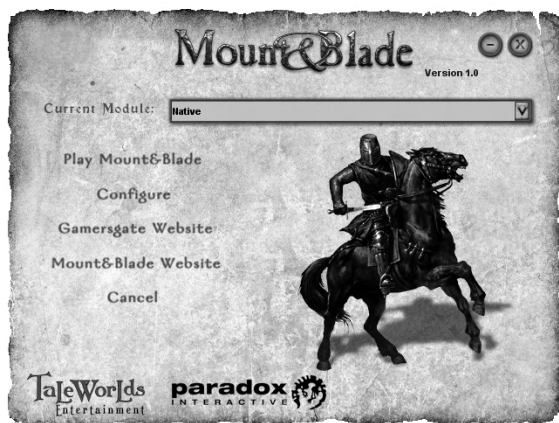 Mount&Blade
Version 1.0
Current Module:
Native
Play Mount&Blade
Configure
Gamersgate Website
Mount&Blade Website
Cancel
TaleWorlds
Entertainment
paradox
INTERACTIVE